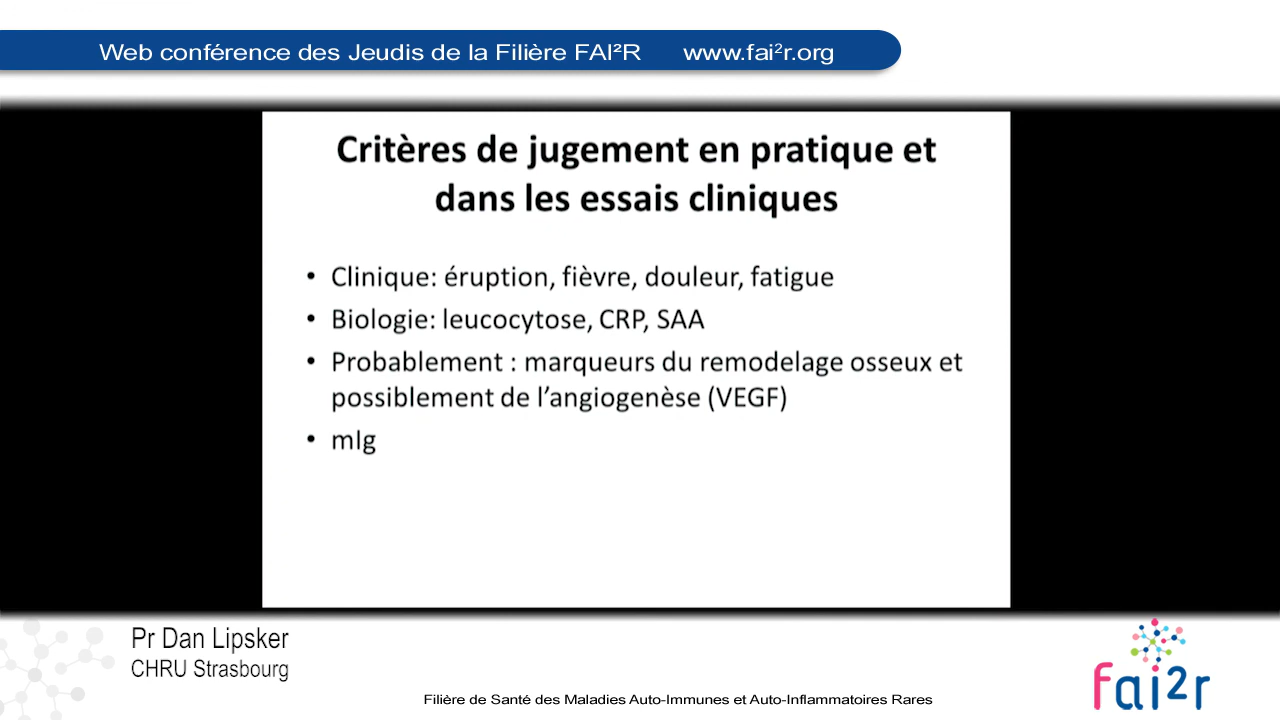 Web conférence des Jeudis de la Filière FAI²R www.fai²r.org
Critères de jugement en pratique et
dans les essais cliniques
• Clinique: éruption, fièvre, douleur, fatigue
• Biologie: leucocytose, CRP, SAA
• Probablement : marqueurs du remodelage osseux et
possiblement de l’angiogenèse (VEGF)
• mIg
Pr Dan Lipsker
CHRU Strasbourg
Filière de Santé des Maladies Auto-Immunes et Auto-Inflammatoires Rares
fai2r